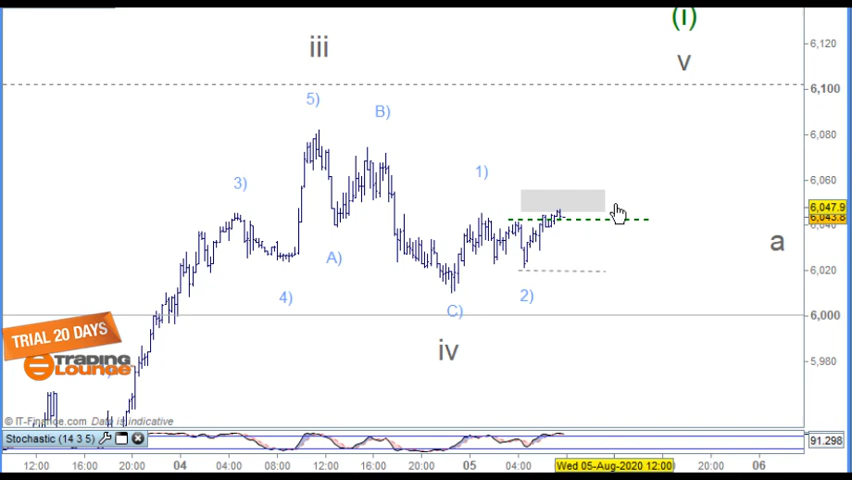 (i)
6,120
iii
v
6,100
5)
B)
6,080
3)
1)
6,060
6,047.9
6,043.8
6,040
a
A)
6,020
4)
2)
C)
6,000
TRIAL 20 DAYS
iv
TRADING
LOUNGE
5,980
© IT-Finance.com Data is indicative
Stochastic (14 3 5)
91.298
12:00 16:00 20:00 04 04:00 08:00 12:00 16:00 20:00 05 04:00 Wed 05-Aug-2020 12:00 20:00 06